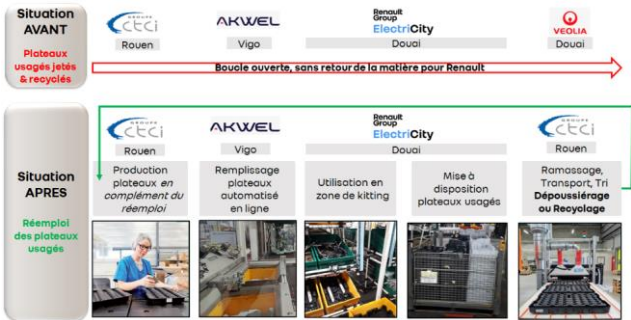 Situation
AVANT
Plateaux
usagés jetés
& recyclés
GROUPE
ctci
Rouen
AKWEL
Vigo
Renault
Group
ElectriCity
Douai
VEOLIA
Douai
Boucle ouverte, sans retour de la matière pour Renault
Situation
APRES
Réemploi
des plateaux
usagés
GROUPE
ctci
Rouen
AKWEL
Vigo
Renault
Group
ElectriCity
Douai
GROUPE
ctci
Rouen
Production
plateaux en
complément du
réemploi
Remplissage
plateaux
automatisé
en ligne
Utilisation en
zone de kitting
Mise à
disposition
plateaux usagés
Ramassage,
Transport, Tri
Dépoussiérage
ou Recyclage